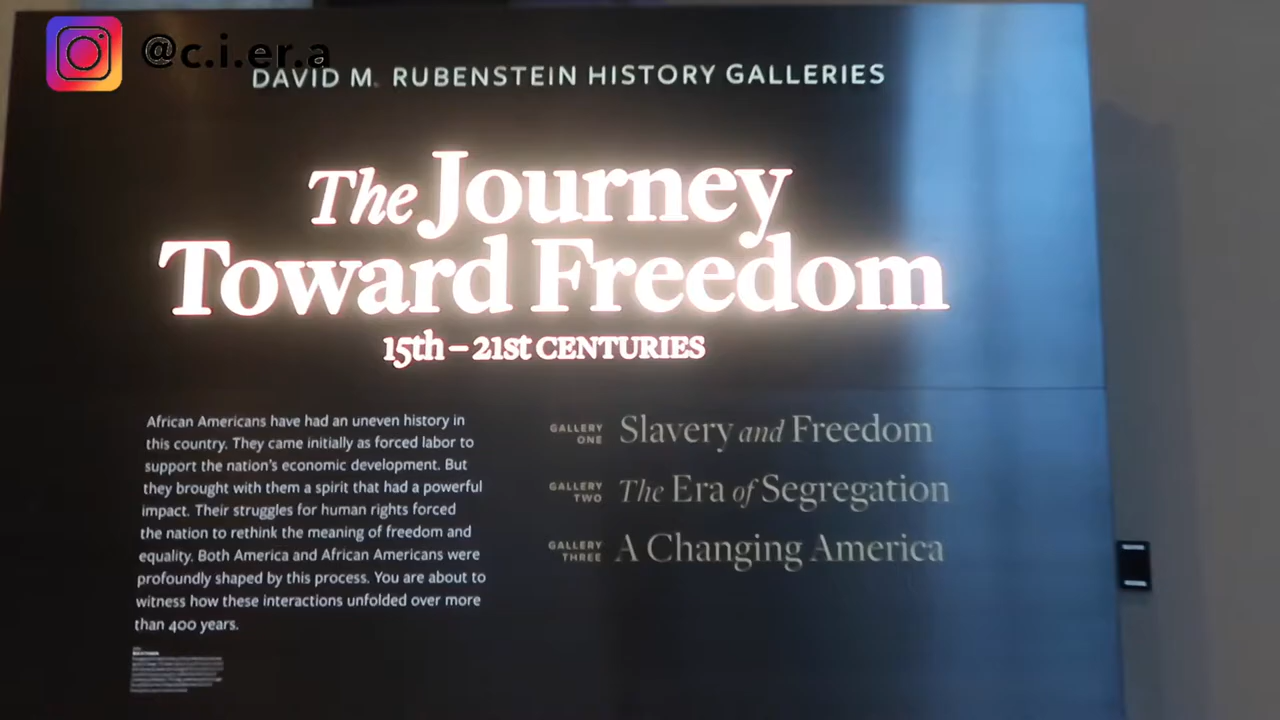 @c.i.er.a
DAVID M. RUBENSTEIN HISTORY GALLERIES
The Journey
Toward Freedom
15th – 21st CENTURIES
African Americans have had an uneven history in
this country. They came initially as forced labor to
support the nation's economic development. But
they brought with them a spirit that had a powerful
impact. Their struggles for human rights forced
the nation to rethink the meaning of freedom and
equality. Both America and African Americans were
profoundly shaped by this process. You are about to
witness how these interactions unfolded over more
than 400 years.
GALLERY
ONE
Slavery and Freedom
GALLERY
TWO
The Era of Segregation
GALLERY
THREE
A Changing America